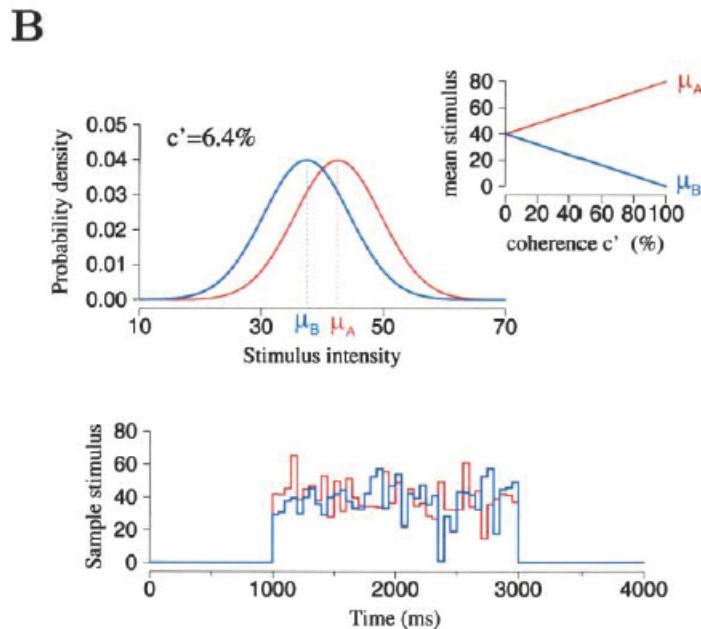 B
0.05
0.04
0.03
0.02
0.01
0.00
Probability density
c'=6.4%
10
30
μB
μA
50
70
Stimulus intensity
80
60
40
20
0
mean stimulus
μA
μB
0 20 40 60 80 100
coherence c' (%)
80
60
40
20
0
Sample stimulus
0
1000
2000
3000
4000
Time (ms)